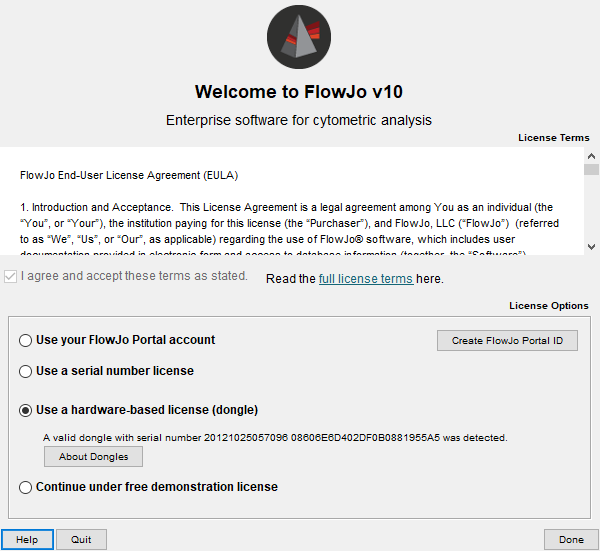 Welcome to FlowJo v10
Enterprise software for cytometric analysis
License Terms
FlowJo End-User License Agreement (EULA)
1. Introduction and Acceptance.  This License Agreement is a legal agreement among You as an individual (the
“You”, or “Your”), the institution paying for this license (the “Purchaser”), and FlowJo, LLC (“FlowJo”)  (referred
to as “We”, “Us”, or “Our”, as applicable) regarding the use of FlowJo® software, which includes user
documentation provided in electronic form and access to database information (together, the “Software”)
I agree and accept these terms as stated.
Read the full license terms here.
License Options
Use your FlowJo Portal account
Create FlowJo Portal ID
Use a serial number license
Use a hardware-based license (dongle)
A valid dongle with serial number 20121025057096 08606E6D402DF0B0881955A5 was detected.
About Dongles
Continue under free demonstration license
Help
Quit
Done